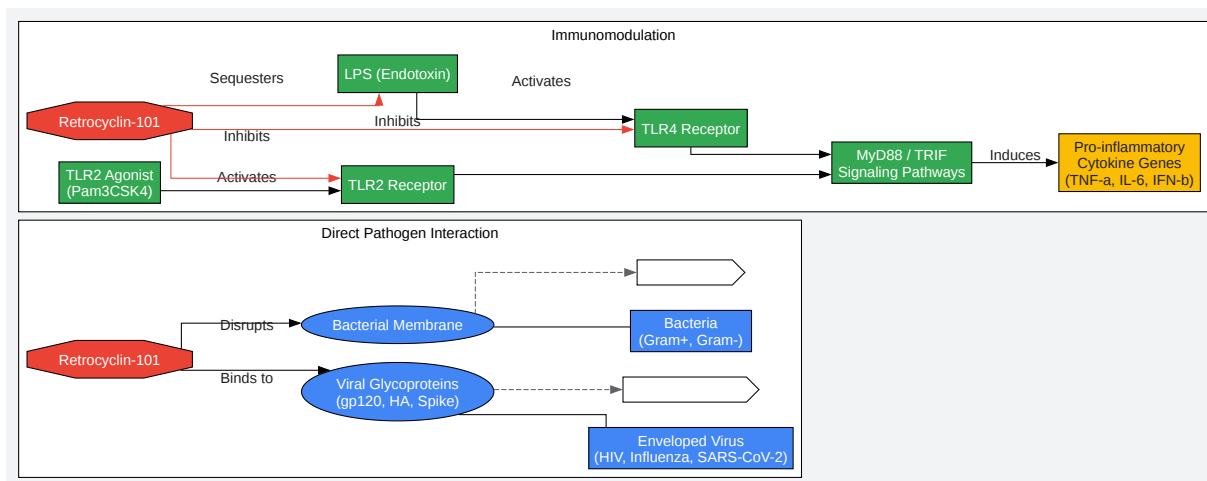 Immunomodulation
Sequesters
LPS (Endotoxin)
Activates
Retrocyclin-101
Inhibits
Inhibits
TLR4 Receptor
TLR2 Agonist
(Pam3CSK4)
Activates
TLR2 Receptor
MyD88 / TRIF
Signaling Pathways
Induces
Pro-inflammatory
Cytokine Genes
(TNF-a, IL-6, IFN-b)
Direct Pathogen Interaction
Retrocyclin-101
Disrupts
Bacterial Membrane
Bacteria
(Gram+, Gram-)
Binds to
Viral Glycoproteins
(gp120, HA, Spike)
Enveloped Virus
(HIV, Influenza, SARS-CoV-2)